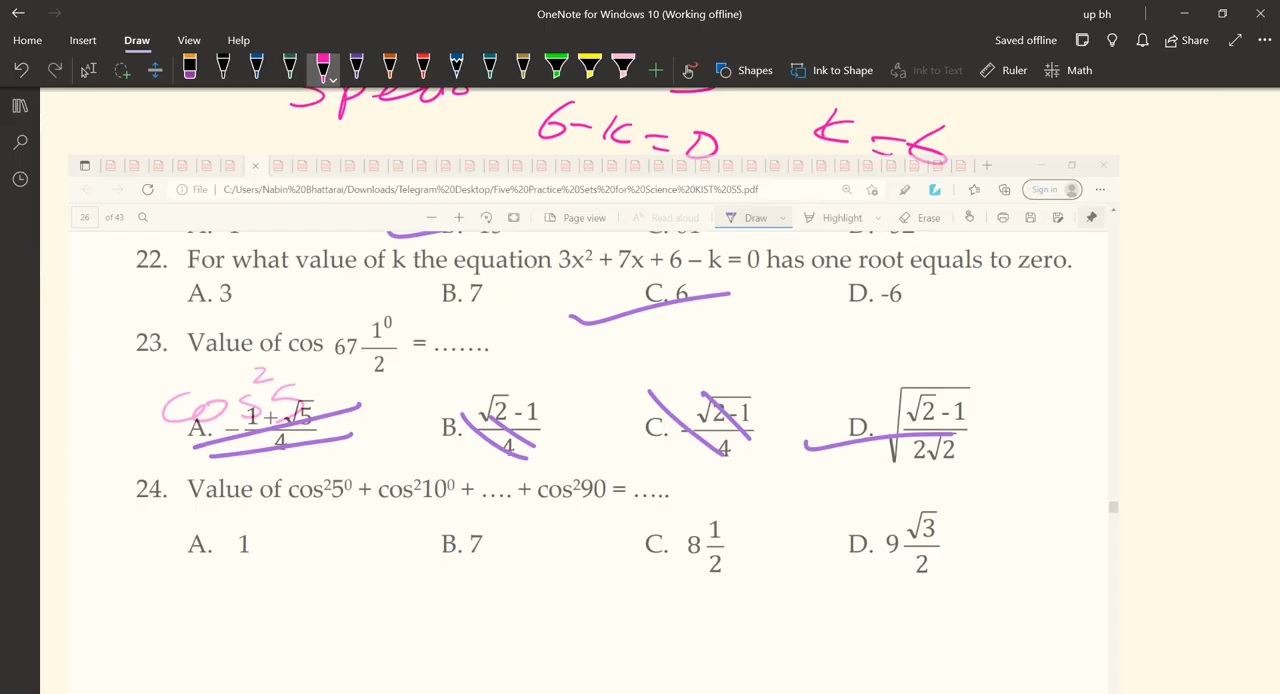 OneNote for Windows 10 (Working offline)
up bh
Home Insert Draw View Help
Saved offline Share
Shapes Ink to Shape Ink to Text Ruler Math
Speed
6 - k = 0 k = 6
File C:/Users/Nabin%20Bhattarai/Downloads/Telegram%20Desktop/Five%20Practice%20Sets%20for%20Science%20KIST%20SS.pdf Sign in
26 of 43 Page view Read aloud Draw Highlight Erase
22. For what value of k the equation 3x² + 7x + 6 – k = 0 has one root equals to zero.
A. 3 B. 7 C. 6 D. -6
23. Value of cos 67 1⁰/2 = .......
cos² 5
A. - (1 + √5)/4 B. (√2 - 1)/4 C. - (√2 - 1)/4 D. √((√2 - 1)/(2√2))
24. Value of cos²5⁰ + cos²10⁰ + .... + cos²90 = .....
A. 1 B. 7 C. 8 1/2 D. 9 √3/2